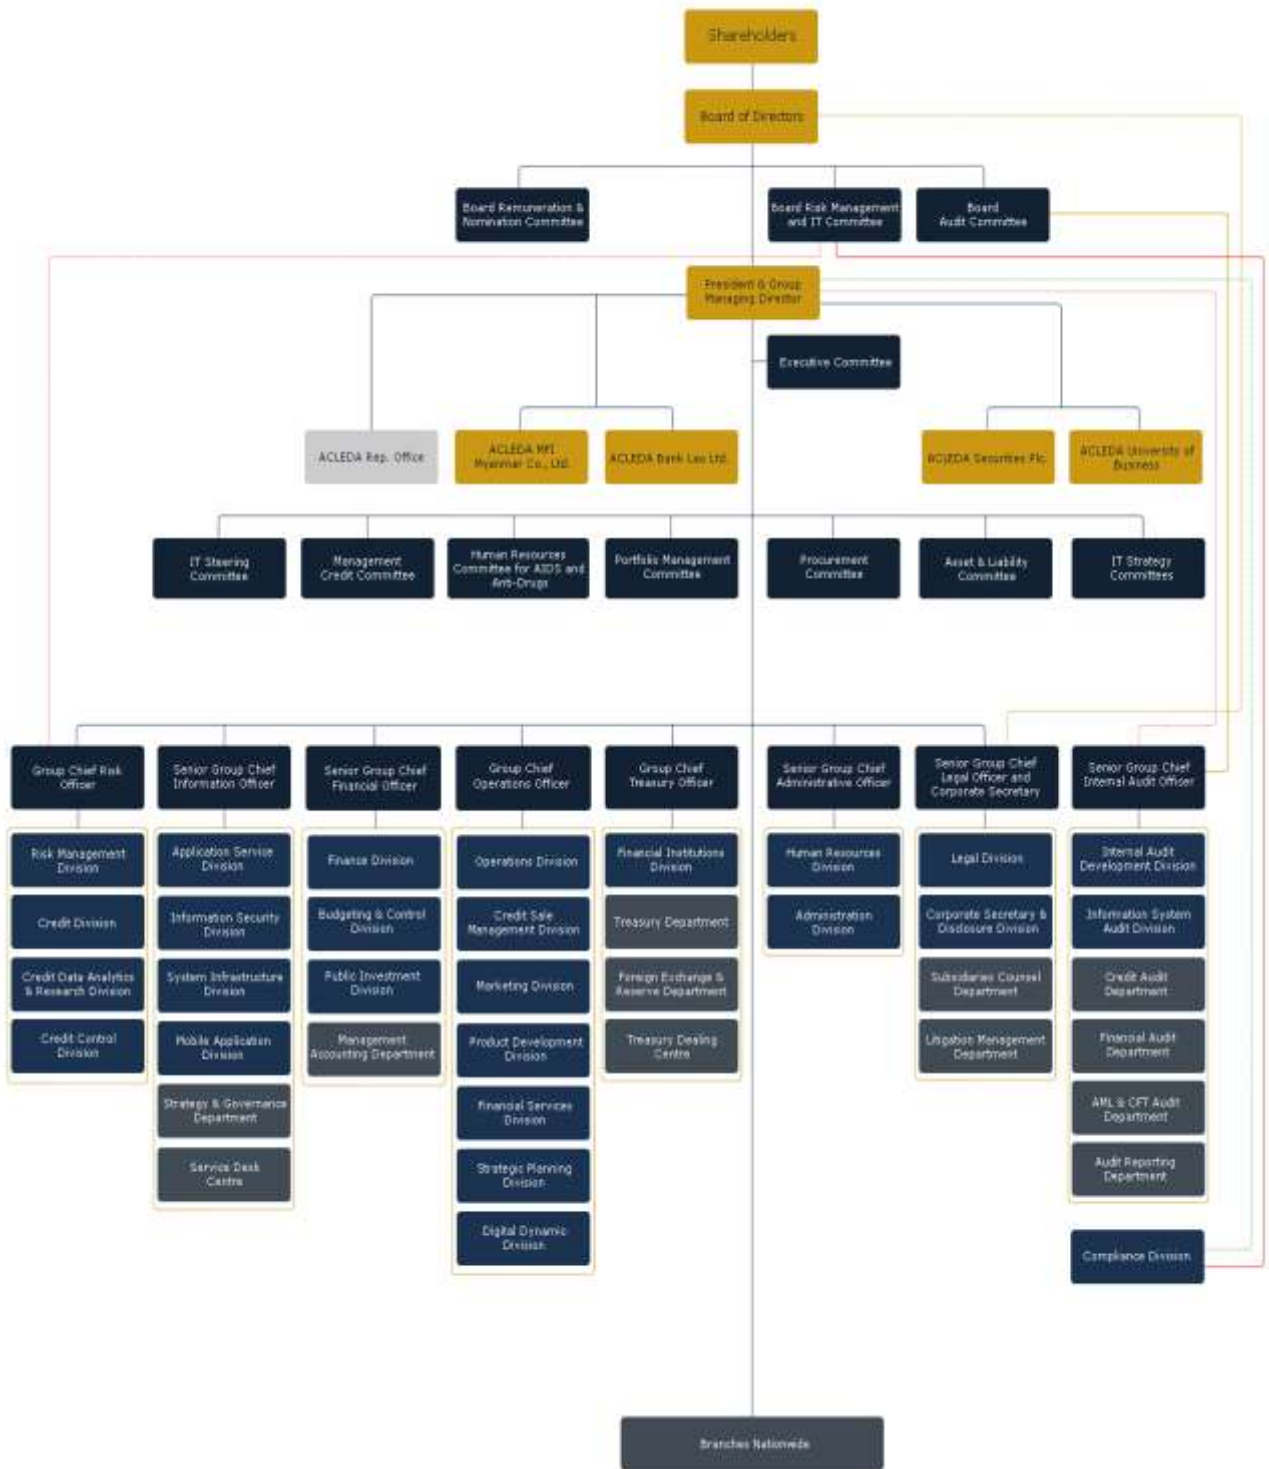 Shareholders
Board of Directors
Board Remuneration &
Nomination Committee
Board Risk Management
and IT Committee
Board
Audit Committee
President & Group
Managing Director
Executive Committee
ACLEDA Rep. Office
ACLEDA MFI
Myanmar Co., Ltd.
ACLEDA Bank Lao Ltd.
ACLEDA Securities Plc.
ACLEDA University of
Business
IT Steering
Committee
Management
Credit Committee
Human Resources
Committee for AIDS and
Anti-Drugs
Portfolio Management
Committee
Procurement
Committee
Asset & Liability
Committee
IT Strategy
Committees
Group Chief Risk
Officer
Senior Group Chief
Information Officer
Senior Group Chief
Financial Officer
Group Chief
Operations Officer
Group Chief
Treasury Officer
Senior Group Chief
Administrative Officer
Senior Group Chief
Legal Officer and
Corporate Secretary
Senior Group Chief
Internal Audit Officer
Risk Management
Division
Credit Division
Credit Data Analytics
& Research Division
Credit Control
Division
Application Service
Division
Information Security
Division
System Infrastructure
Division
Mobile Application
Division
Strategy & Governance
Department
Service Desk
Centre
Finance Division
Budgeting & Control
Division
Public Investment
Division
Management
Accounting Department
Operations Division
Credit Sale
Management Division
Marketing Division
Product Development
Division
Financial Services
Division
Strategic Planning
Division
Digital Dynamic
Division
Financial Institutions
Division
Treasury Department
Foreign Exchange &
Reserve Department
Treasury Dealing
Centre
Human Resources
Division
Administration
Division
Legal Division
Corporate Secretary &
Disclosure Division
Subsidiaries Counsel
Department
Litigation Management
Department
Internal Audit
Development Division
Information System
Audit Division
Credit Audit
Department
Financial Audit
Department
AML & CFT Audit
Department
Audit Reporting
Department
Compliance Division
Branches Nationwide